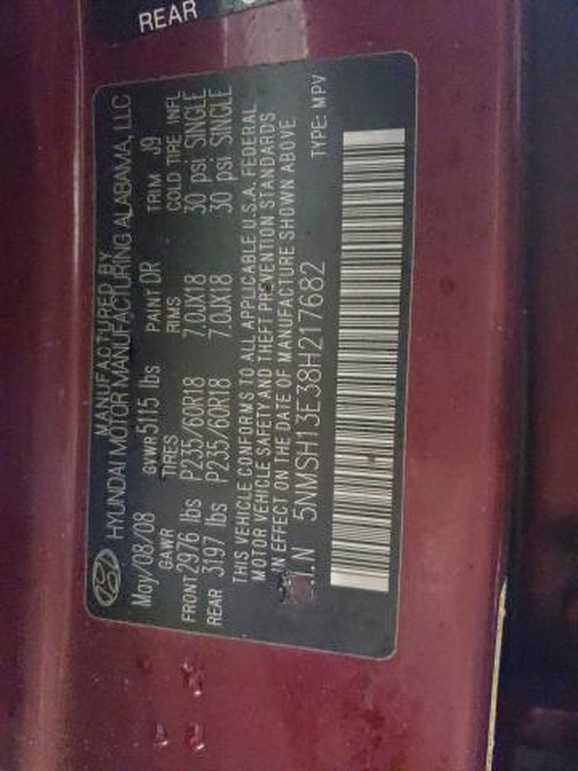 REAR
MANUFACTURED BY
HYUNDAI MOTOR MANUFACTURING ALABAMA, LLC
May/08/08 GVWR 5115 lbs PAINT DR TRIM J9
GAWR TIRES RIMS COLD TIRE INFL
FRONT 2976 lbs P235/60R18 7.0JX18 30 psi SINGLE
REAR 3197 lbs P235/60R18 7.0JX18 30 psi SINGLE
THIS VEHICLE CONFORMS TO ALL APPLICABLE U.S.A. FEDERAL
MOTOR VEHICLE SAFETY AND THEFT PREVENTION STANDARDS
IN EFFECT ON THE DATE OF MANUFACTURE SHOWN ABOVE.
V.I.N 5NMSH13E38H217682 TYPE: MPV